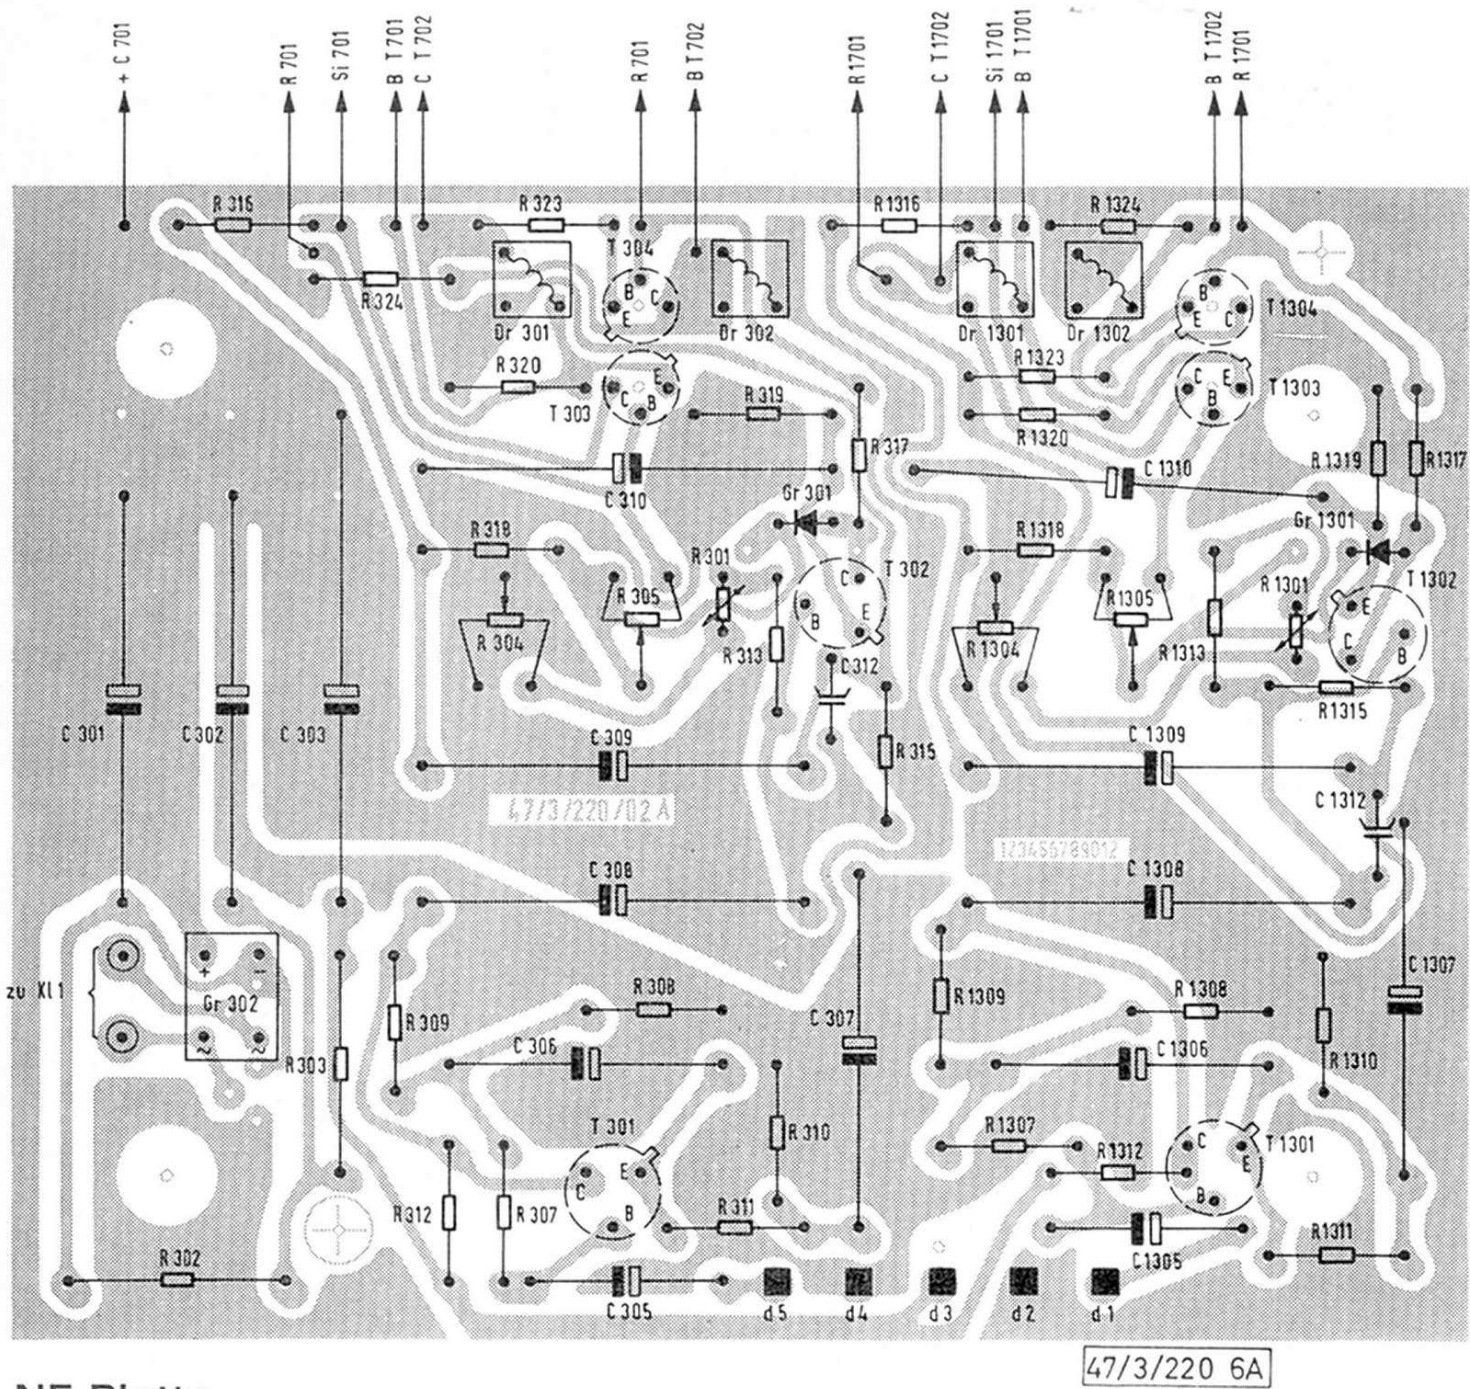 + C 701
R 701
Si 701
B T 701
C T 702
R 701
B T 702
R 1701
C T 1702
Si 1701
B T 1701
B T 1702
R 1701
R 316
R 323
R 1316
R 1324
T 304
R 324
B
C
E
B
E
C
T 1304
Dr 301
Dr 302
Dr 1301
Dr 1302
R 320
R 1323
T 303
C
E
B
R 319
C
E
B
T 1303
R 1320
R 317
R 1319
R 1317
C 310
Gr 301
C 1310
Gr 1301
R 318
R 301
T 302
R 1318
R 1301
T 1302
C
B
E
R 305
R 1305
E
C
B
R 304
R 313
R 1304
R 1313
C 312
R 1315
C 301
C 302
C 303
C 309
R 315
C 1309
47/3/220/02 A
C 1312
123456789012
C 308
C 1308
zu Xl 1
+
−
Gr 302
~
~
R 308
R 1309
R 1308
C 1307
R 309
C 307
R 303
C 306
C 1306
R 1310
T 301
R 310
R 1307
R 1312
C
E
B
T 1301
C
E
B
R 312
R 307
R 311
R 1311
R 302
C 1305
C 305
d 5
d 4
d 3
d 2
d 1
47/3/220 6A